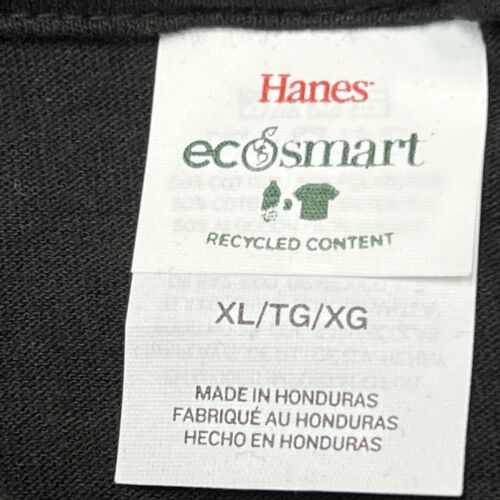 Hanes
ecosmart
RECYCLED CONTENT
XL/TG/XG
MADE IN HONDURAS
FABRIQUÉ AU HONDURAS
HECHO EN HONDURAS